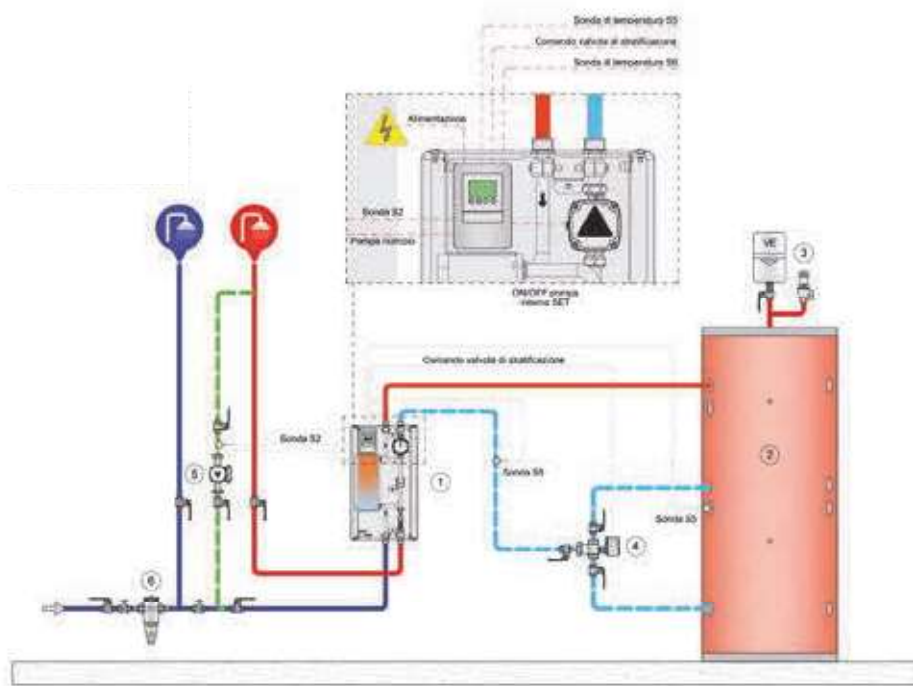 Sonda di temperatura S5
Comando valvola di stratificazione
Sonda di temperatura S6
Alimentazione
Sonda S2
Pompa ricircolo
ON/OFF pompa
interno SET
VE
3
Comando valvola di stratificazione
Sonda S2
5
1
Sonda S6
2
Sonda S5
4
6